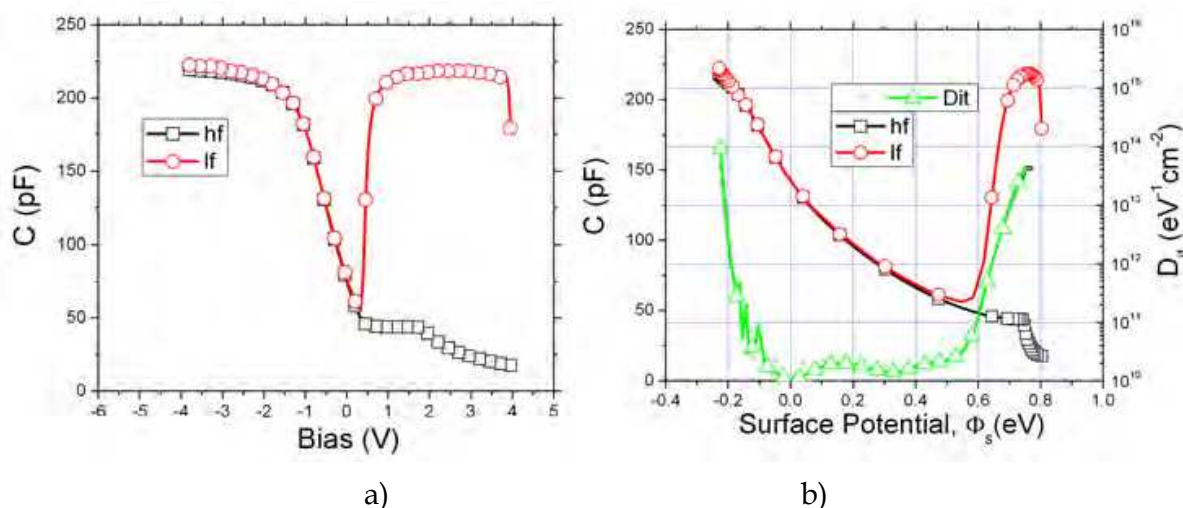 250
200
150
100
50
0
C (pF)
hf
lf
-6 -5 -4 -3 -2 -1 0 1 2 3 4 5
Bias (V)
a)
250
200
150
100
50
0
C (pF)
Dit
hf
lf
10¹⁶
10¹⁵
10¹⁴
10¹³
10¹²
10¹¹
10¹⁰
Dit (eV⁻¹cm⁻²)
-0.2 0.0 0.2 0.4 0.6 0.8 1.0
Surface Potential, Φs(eV)
b)